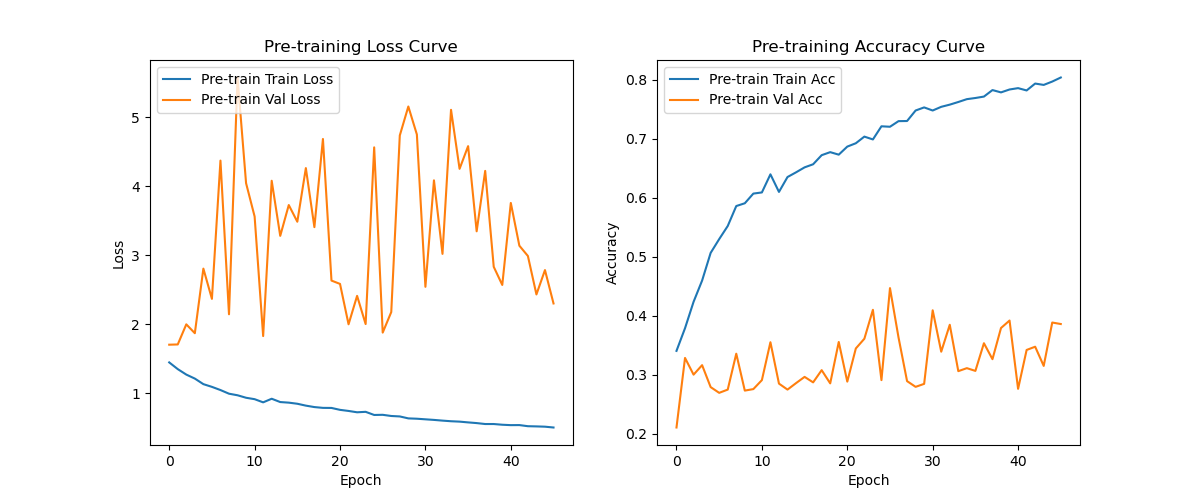 Pre-training Loss Curve
Pre-train Train Loss
Pre-train Val Loss
5
4
3
2
1
Loss
0
10
20
30
40
Epoch
Pre-training Accuracy Curve
Pre-train Train Acc
Pre-train Val Acc
0.8
0.7
0.6
0.5
0.4
0.3
0.2
Accuracy
0
10
20
30
40
Epoch